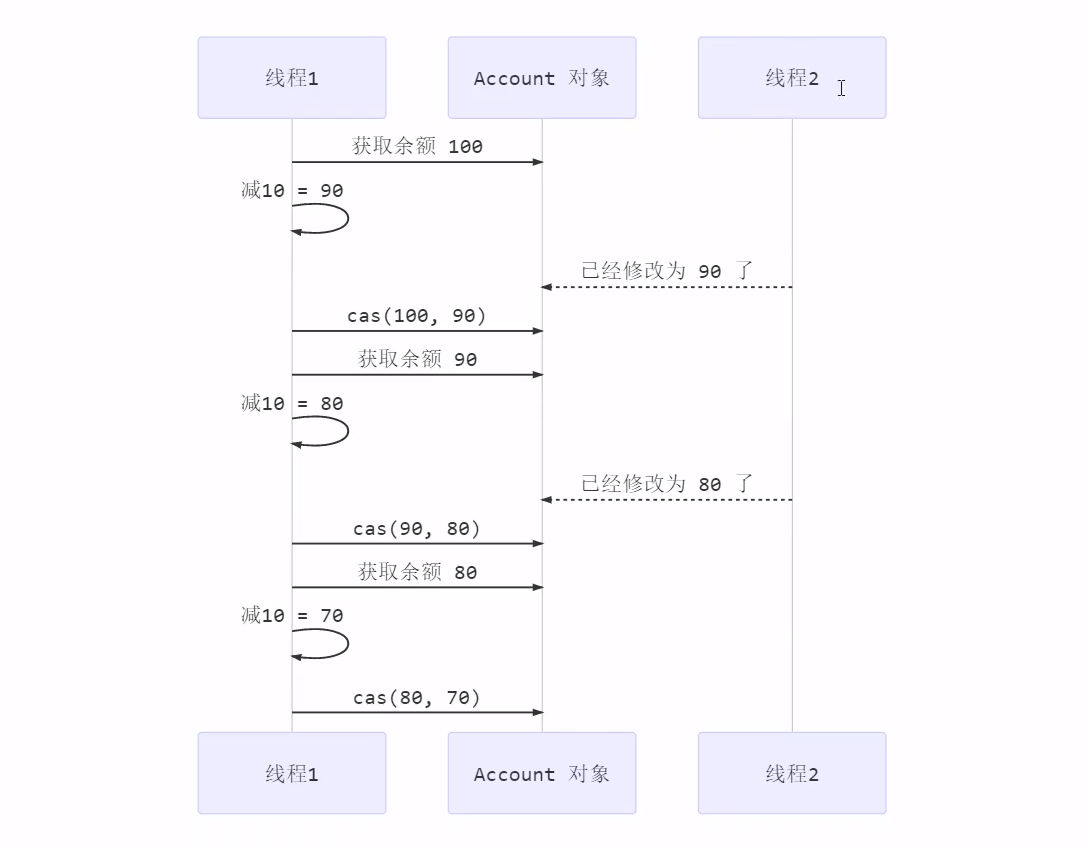 线程1
Account 对象
线程2
获取余额 100
减10 = 90
已经修改为 90 了
cas(100, 90)
获取余额 90
减10 = 80
已经修改为 80 了
cas(90, 80)
获取余额 80
减10 = 70
cas(80, 70)
线程1
Account 对象
线程2